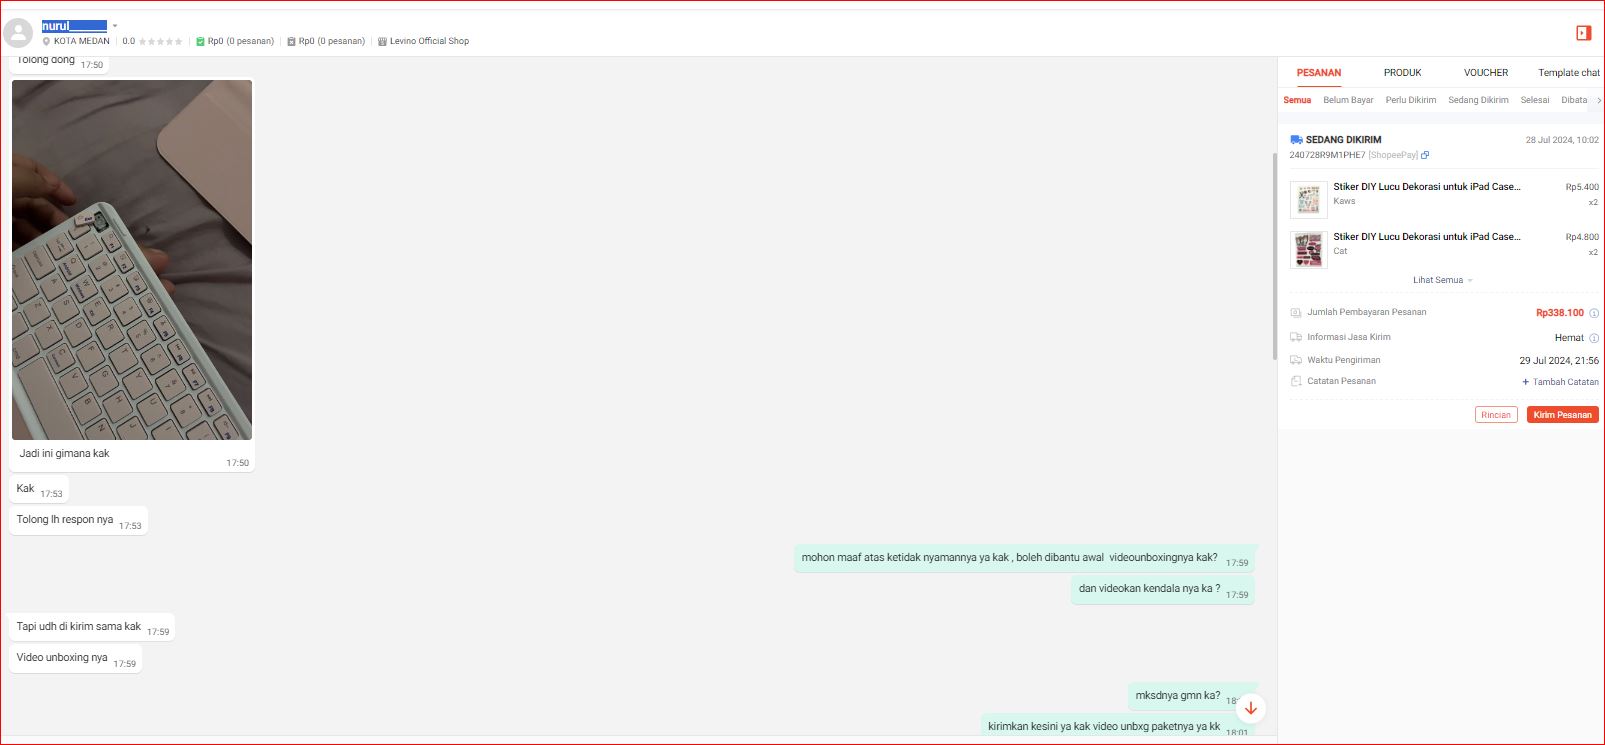 nurul_______
KOTA MEDAN 0.0 Rp0 (0 pesanan) Rp0 (0 pesanan) Levino Official Shop
Tolong dong 17:50
Jadi ini gimana kak
17:50
Kak 17:53
Tolong lh respon nya 17:53
mohon maaf atas ketidak nyamannya ya kak , boleh dibantu awal videounboxingnya kak? 17:59
dan videokan kendala nya ka ? 17:59
Tapi udh di kirim sama kak 17:59
Video unboxing nya 17:59
mksdnya gmn ka?
kirimkan kesini ya kak video unbxg paketnya ya kk 18:01
PESANAN PRODUK VOUCHER Template chat
Semua Belum Bayar Perlu Dikirim Sedang Dikirim Selesai Dibata
SEDANG DIKIRIM 28 Jul 2024, 10:02
240728R9M1PHE7 [ShopeePay]
Stiker DIY Lucu Dekorasi untuk iPad Case... Rp5.400
Kaws x2
Stiker DIY Lucu Dekorasi untuk iPad Case... Rp4.800
Cat x2
Lihat Semua
Jumlah Pembayaran Pesanan Rp338.100
Informasi Jasa Kirim Hemat
Waktu Pengiriman 29 Jul 2024, 21:56
Catatan Pesanan + Tambah Catatan
Rincian Kirim Pesanan